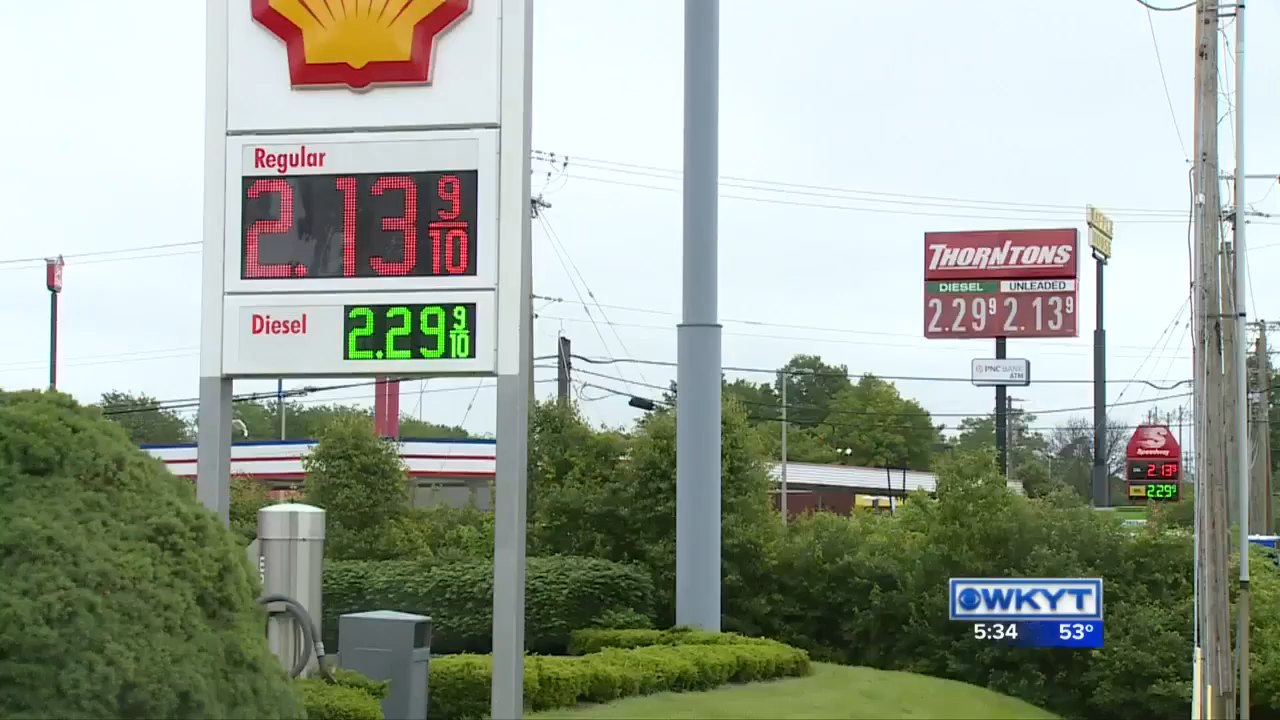 Regular
2.13 9/10
Diesel
2.29 9/10
THORNTONS
DIESEL UNLEADED
2.29 9 2.13 9
PNC BANK
ATM
Speedway
2.13 9
2.29 9
WKYT
5:34 53°